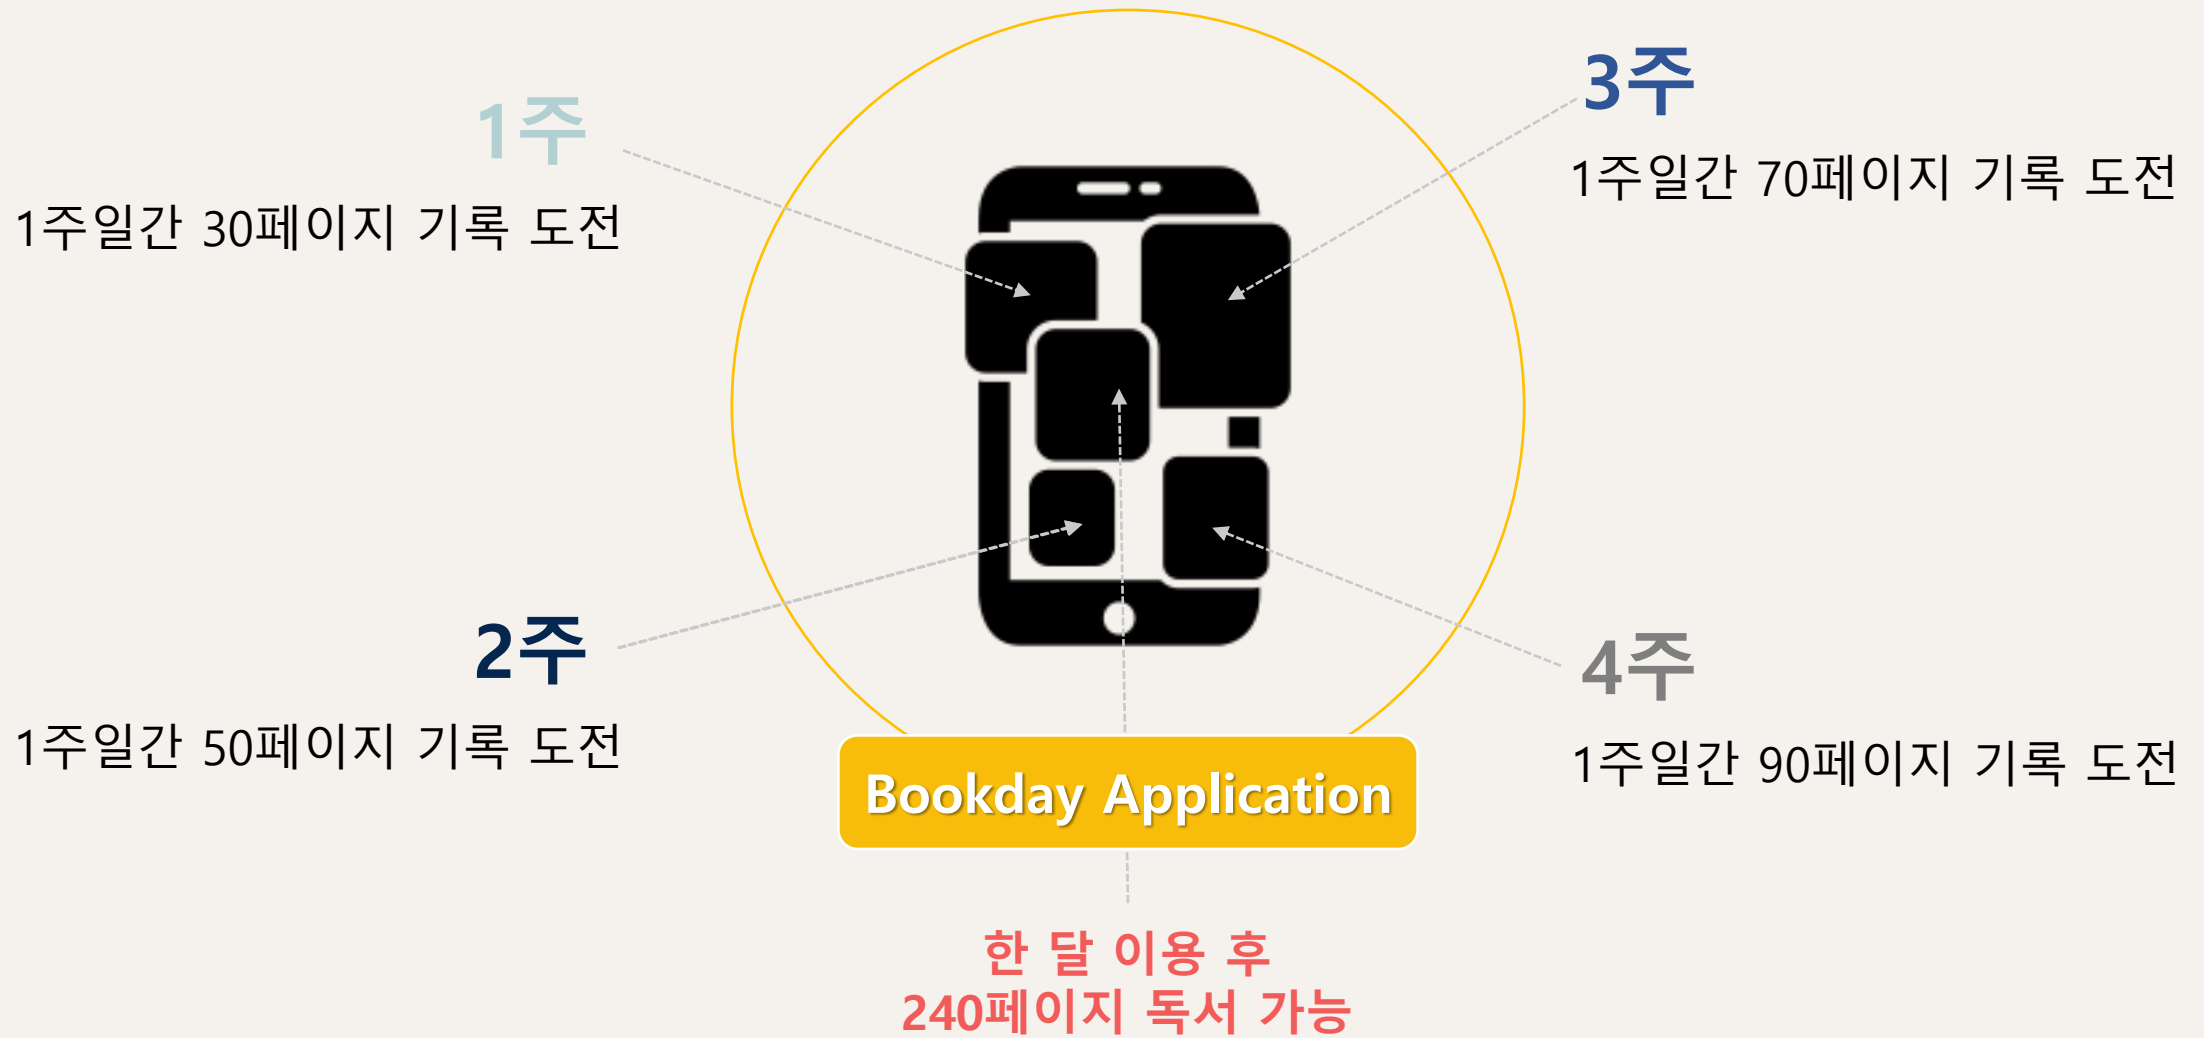 1주
1주일간 30페이지 기록 도전
2주
1주일간 50페이지 기록 도전
3주
1주일간 70페이지 기록 도전
4주
1주일간 90페이지 기록 도전
Bookday Application
한 달 이용 후
240페이지 독서 가능